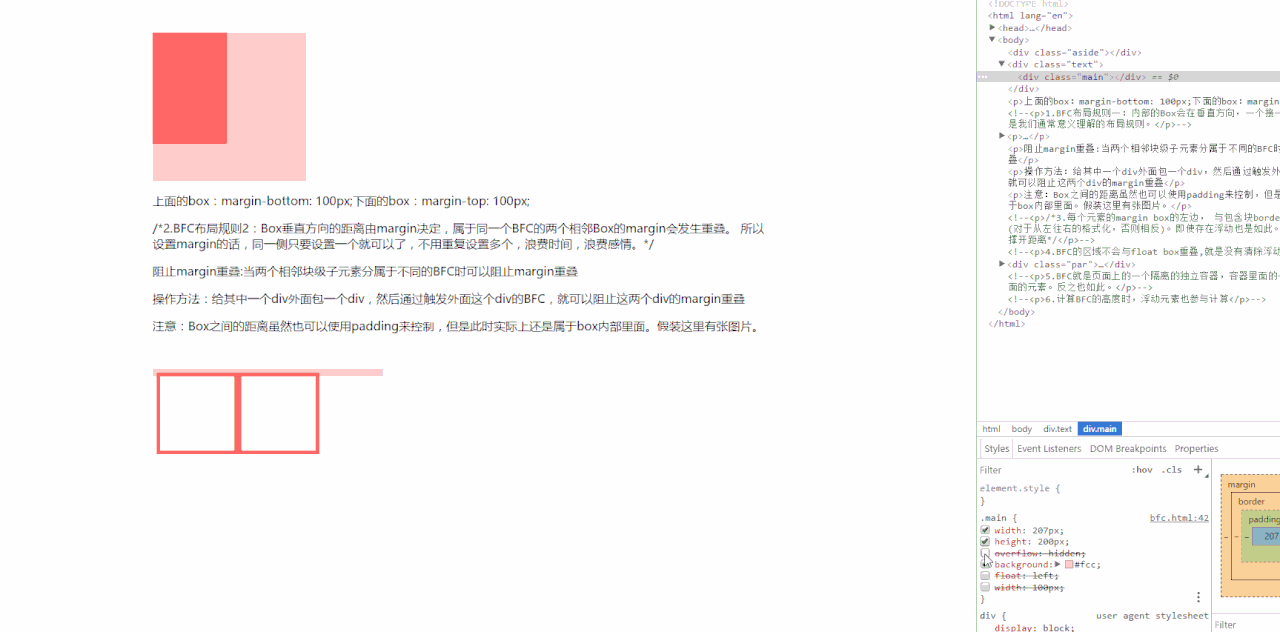 上面的box：margin-bottom: 100px;下面的box：margin-top: 100px;
/*2.BFC布局规则2：Box垂直方向的距离由margin决定，属于同一个BFC的两个相邻Box的margin会发生重叠。 所以
设置margin的话，同一侧只要设置一个就可以了，不用重复设置多个，浪费时间，浪费感情。*/
阻止margin重叠:当两个相邻块级子元素分属于不同的BFC时可以阻止margin重叠
操作方法：给其中一个div外面包一个div，然后通过触发外面这个div的BFC，就可以阻止这两个div的margin重叠
注意：Box之间的距离虽然也可以使用padding来控制，但是此时实际上还是属于box内部里面。假装这里有张图片。
<!DOCTYPE html>
<html lang="en">
<head>…</head>
<body>
<div class="aside"></div>
<div class="text">
<div class="main"></div> == $0
</div>
<p>上面的box：margin-bottom: 100px;下面的box：margin
<!--<p>1.BFC布局规则一：内部的Box会在垂直方向，一个接一
是我们通常意义理解的布局规则。</p>-->
<p>…</p>
<p>阻止margin重叠:当两个相邻块级子元素分属于不同的BFC时
叠</p>
<p>操作方法：给其中一个div外面包一个div，然后通过触发外
就可以阻止这两个div的margin重叠</p>
<p>注意：Box之间的距离虽然也可以使用padding来控制，但是
于box内部里面。假装这里有张图片。</p>
<!--<p>/*3.每个元素的margin box的左边， 与包含块border
(对于从左往右的格式化，否则相反)。即使存在浮动也是如此。
撑开距离*/</p>-->
<!--<p>4.BFC的区域不会与float box重叠,就是没有清除浮动
<div class="par">…</div>
<!--<p>5.BFC就是页面上的一个隔离的独立容器，容器里面的
面的元素。反之也如此。</p>-->
<!--<p>6.计算BFC的高度时，浮动元素也参与计算</p>-->
</body>
</html>
html body div.text div.main
Styles Event Listeners DOM Breakpoints Properties
Filter :hov .cls +
element.style {
}
.main { bfc.html:42
width: 207px;
height: 200px;
overflow: hidden;
background: #fcc;
float: left;
width: 100px;
}
div { user agent stylesheet
display: block;
margin
border
padding
207
Filter